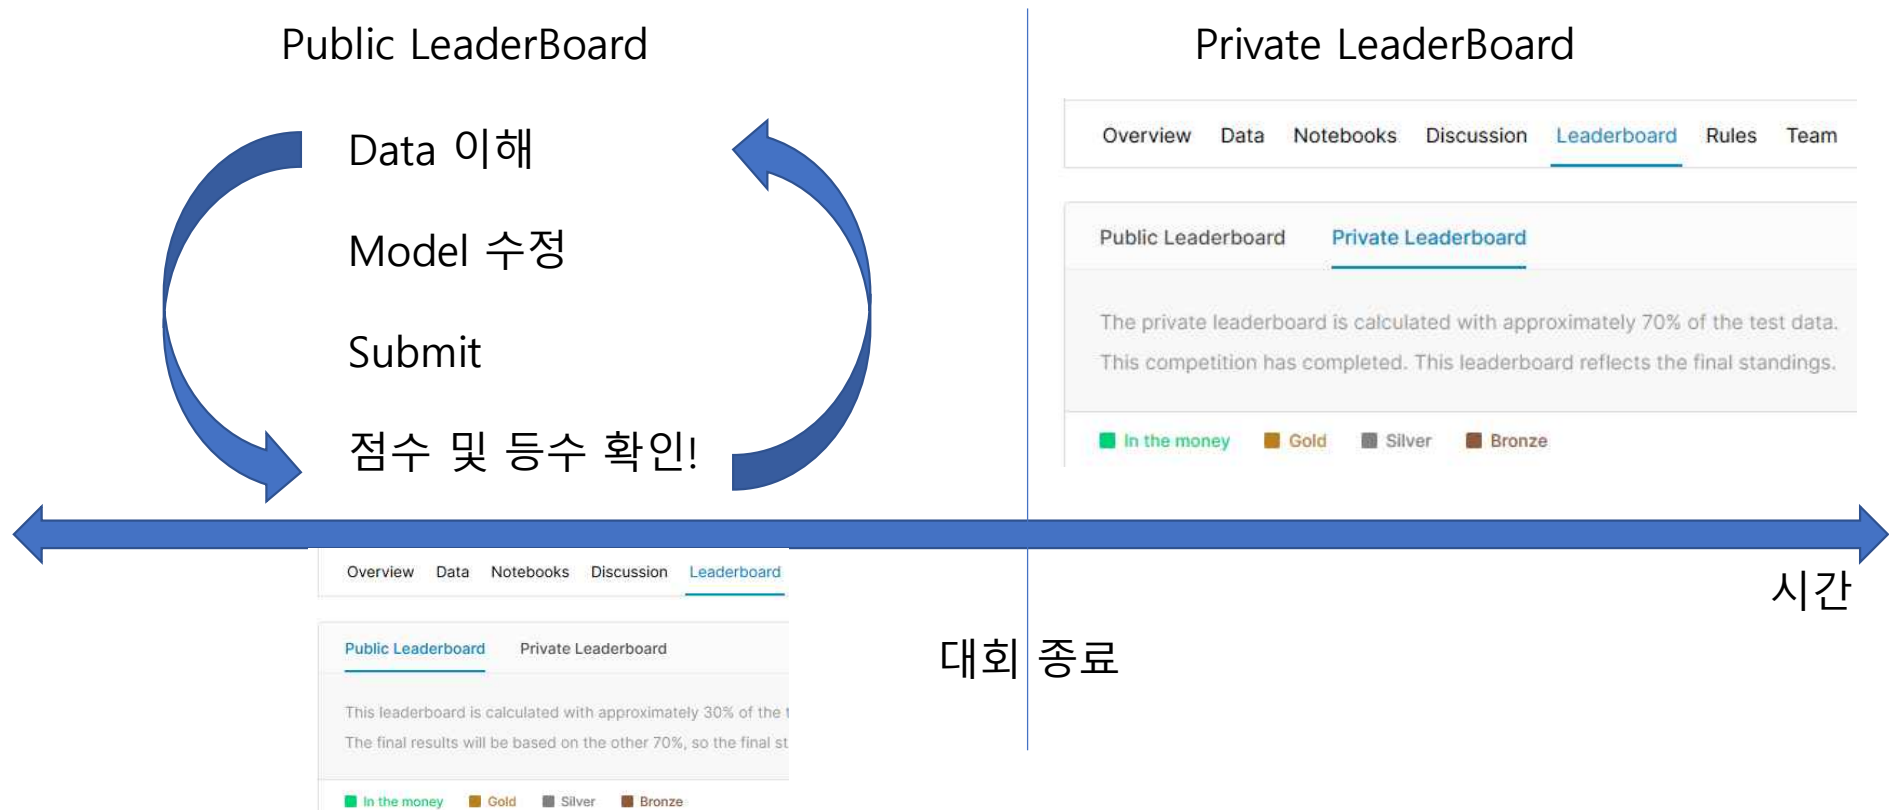 Public LeaderBoard
Data 이해
Model 수정
Submit
점수 및 등수 확인!
Private LeaderBoard
Overview Data Notebooks Discussion Leaderboard Rules Team
Public Leaderboard Private Leaderboard
The private leaderboard is calculated with approximately 70% of the test data.
This competition has completed. This leaderboard reflects the final standings.
In the money Gold Silver Bronze
시간
대회 종료
Overview Data Notebooks Discussion Leaderboard
Public Leaderboard Private Leaderboard
This leaderboard is calculated with approximately 30% of the
The final results will be based on the other 70%, so the final st
In the money Gold Silver Bronze